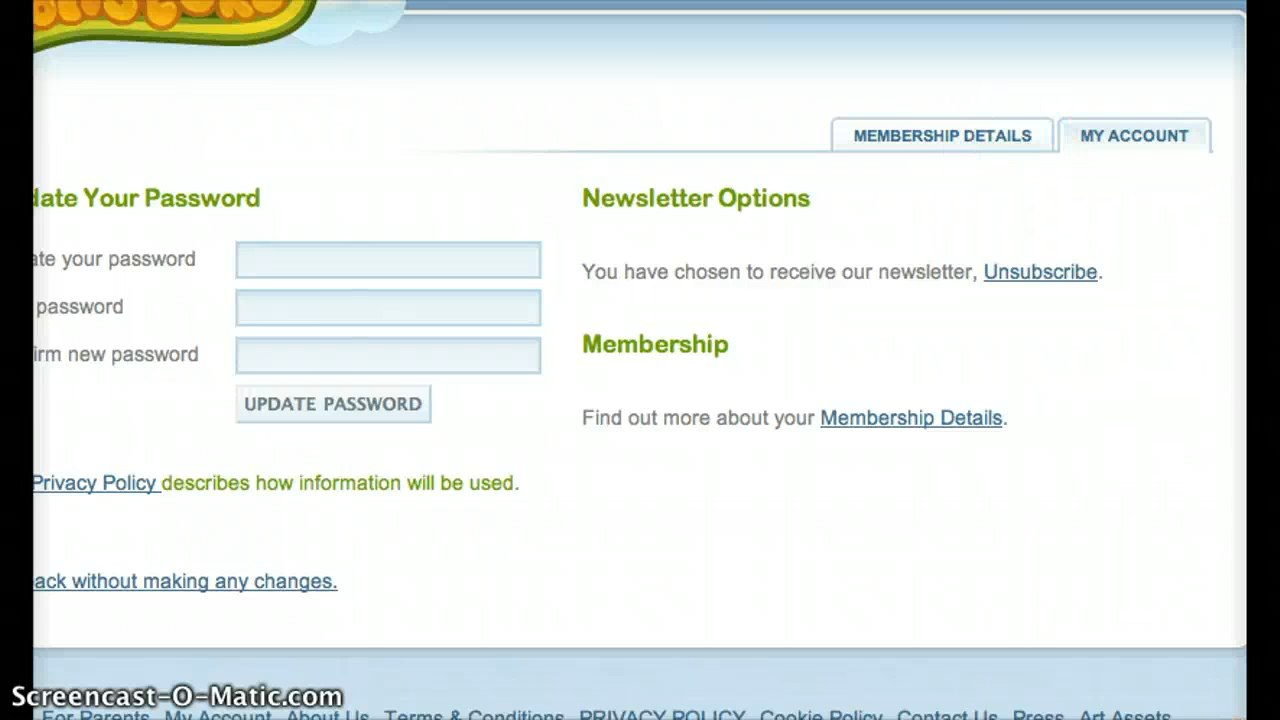 MEMBERSHIP DETAILS
MY ACCOUNT
date Your Password
ate your password
password
irm new password
UPDATE PASSWORD
Privacy Policy describes how information will be used.
ack without making any changes.
Newsletter Options
You have chosen to receive our newsletter, Unsubscribe.
Membership
Find out more about your Membership Details.
For Parents My Account About Us Terms & Conditions PRIVACY POLICY Cookie Policy Contact Us Press Art Assets
Screencast-O-Matic.com